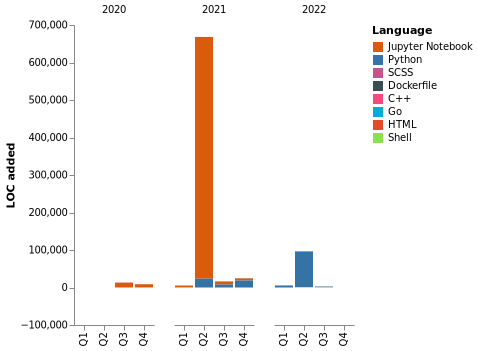 2020 2021 2022
Language
Jupyter Notebook
Python
SCSS
Dockerfile
C++
Go
HTML
Shell
LOC added
700,000
600,000
500,000
400,000
300,000
200,000
100,000
0
−100,000
Q1 Q2 Q3 Q4 Q1 Q2 Q3 Q4 Q1 Q2 Q3 Q4